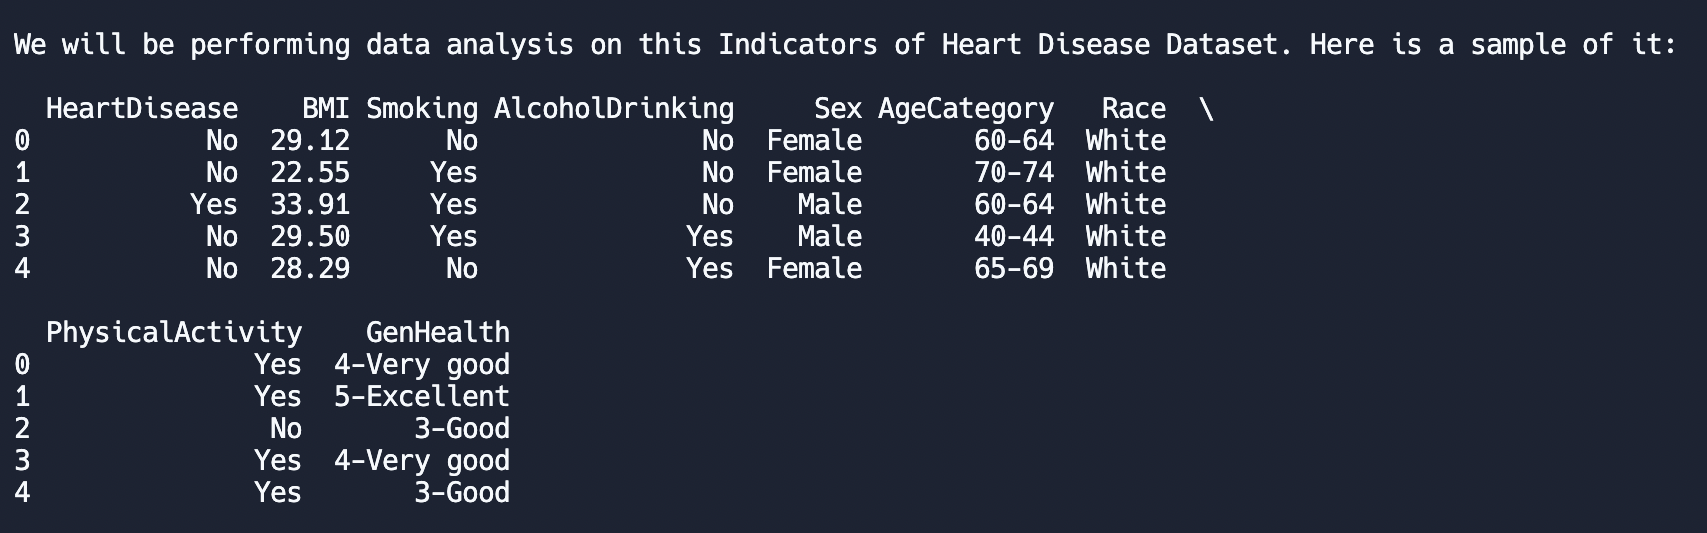 We will be performing data analysis on this Indicators of Heart Disease Dataset. Here is a sample of it:
  HeartDisease    BMI Smoking AlcoholDrinking     Sex AgeCategory   Race  \
0           No  29.12      No              No  Female       60-64  White
1           No  22.55     Yes              No  Female       70-74  White
2          Yes  33.91     Yes              No    Male       60-64  White
3           No  29.50     Yes             Yes    Male       40-44  White
4           No  28.29      No             Yes  Female       65-69  White
  PhysicalActivity    GenHealth
0              Yes  4-Very good
1              Yes  5-Excellent
2               No       3-Good
3              Yes  4-Very good
4              Yes       3-Good